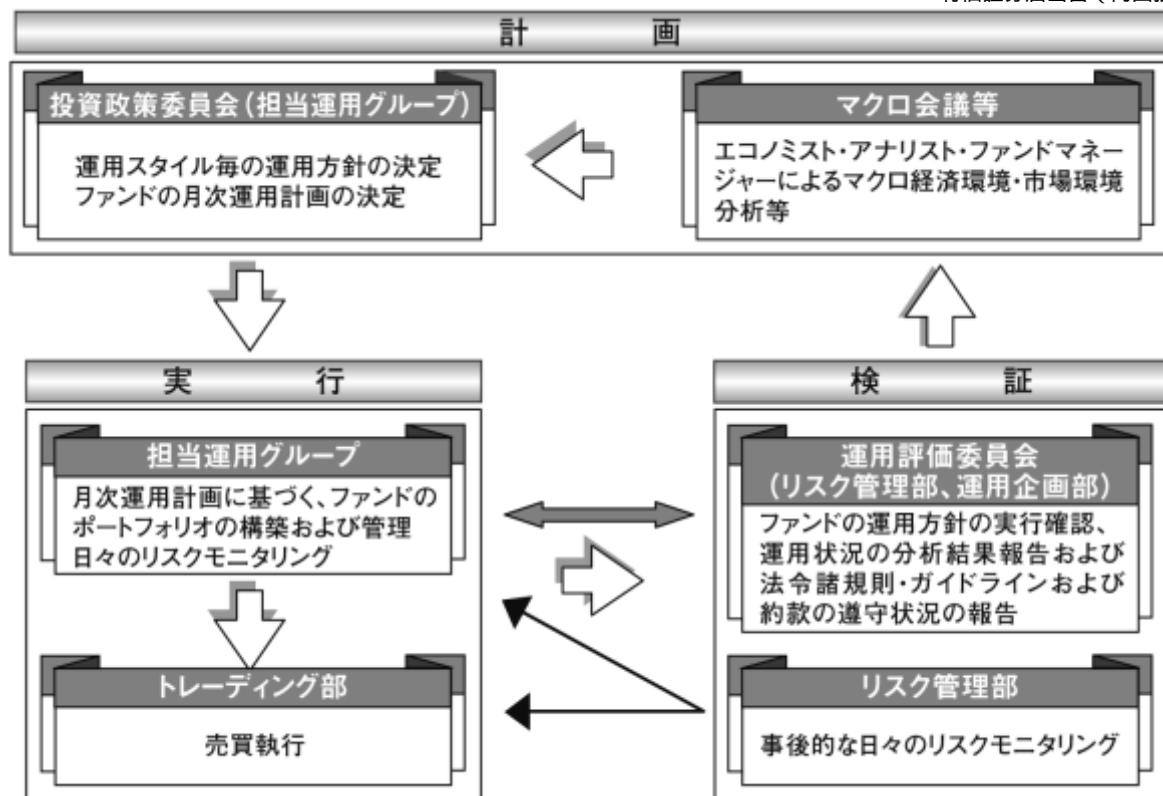 計画
投資政策委員会(担当運用グループ)
運用スタイル毎の運用方針の決定
ファンドの月次運用計画の決定
マクロ会議等
エコノミスト・アナリスト・ファンドマネー
ジャーによるマクロ経済環境・市場環境
分析等
実行
担当運用グループ
月次運用計画に基づく、ファンドの
ポートフォリオの構築および管理
日々のリスクモニタリング
トレーディング部
売買執行
検証
運用評価委員会
(リスク管理部、運用企画部)
ファンドの運用方針の実行確認、
運用状況の分析結果報告および
法令諸規則・ガイドラインおよび
約款の遵守状況の報告
リスク管理部
事後的な日々のリスクモニタリング